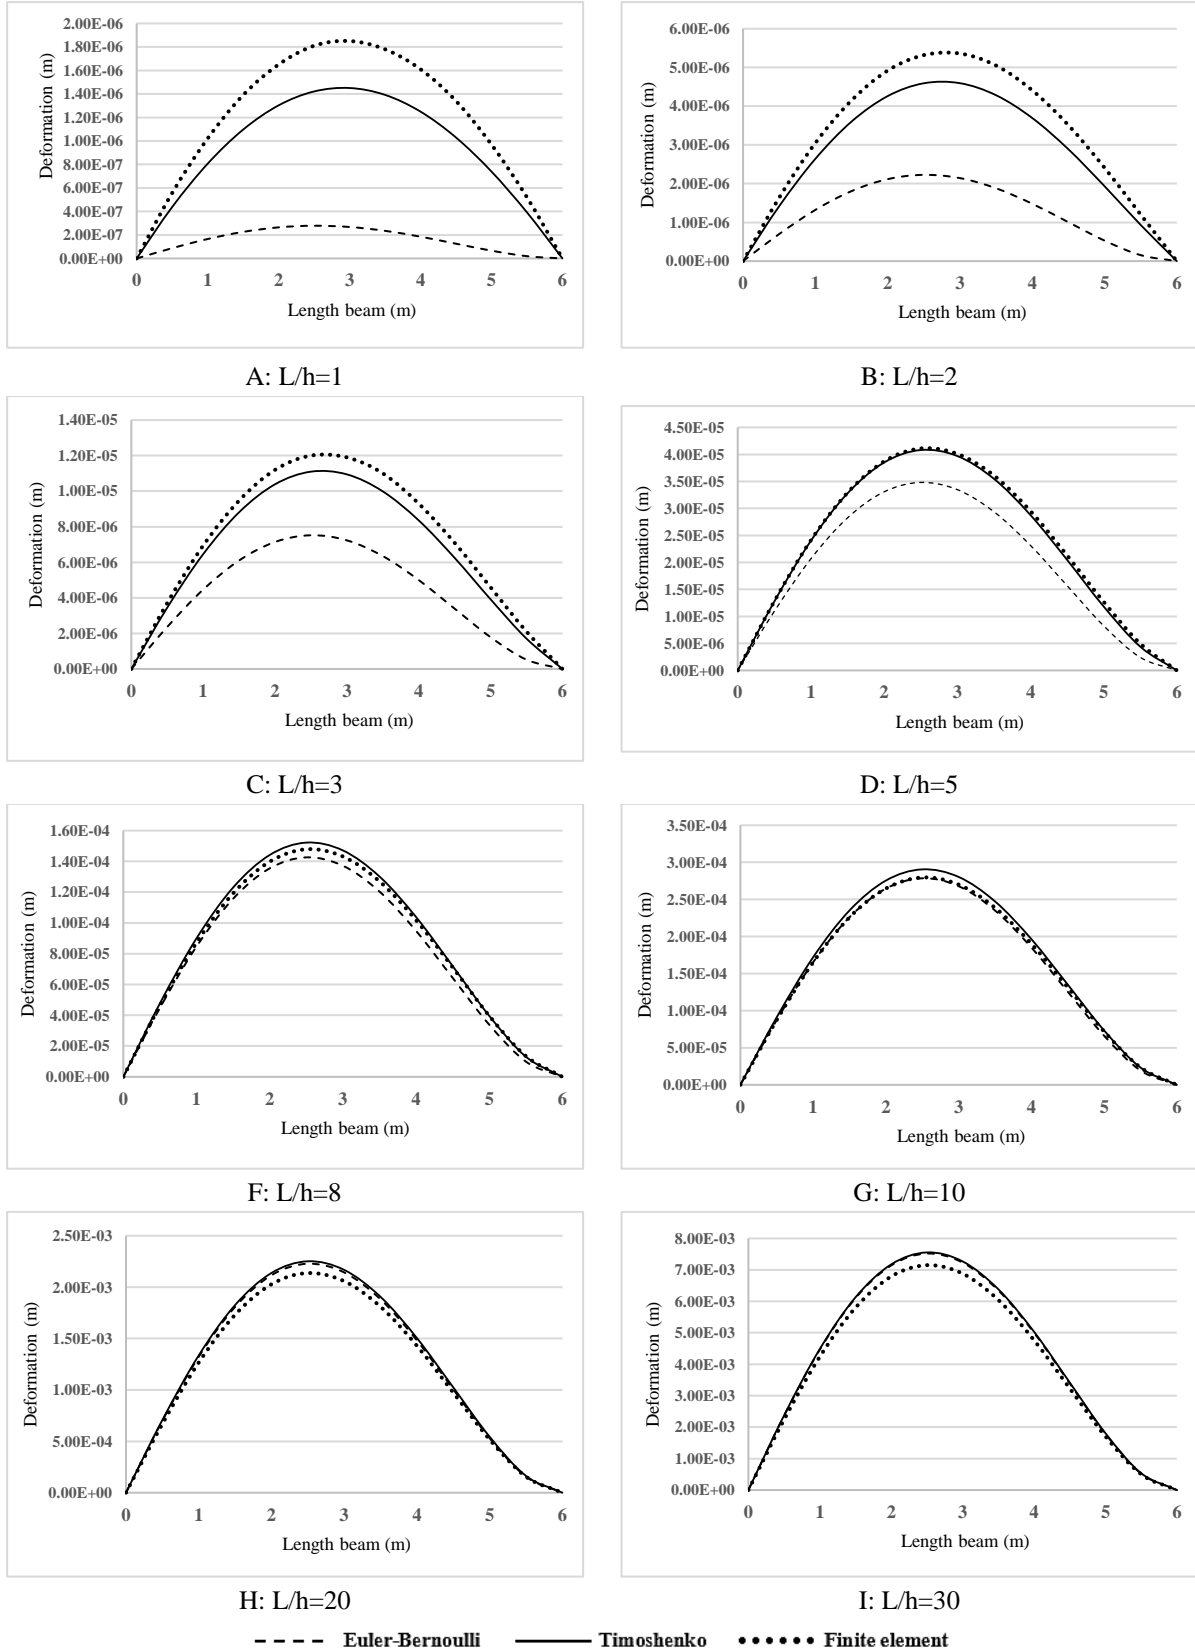 2.00E-06
1.80E-06
1.60E-06
1.40E-06
1.20E-06
1.00E-06
8.00E-07
6.00E-07
4.00E-07
2.00E-07
0.00E+00
Deformation (m)
0 1 2 3 4 5 6
Length beam (m)
A: L/h=1
6.00E-06
5.00E-06
4.00E-06
3.00E-06
2.00E-06
1.00E-06
0.00E+00
Deformation (m)
0 1 2 3 4 5 6
Length beam (m)
B: L/h=2
1.40E-05
1.20E-05
1.00E-05
8.00E-06
6.00E-06
4.00E-06
2.00E-06
0.00E+00
Deformation (m)
0 1 2 3 4 5 6
Length beam (m)
C: L/h=3
4.50E-05
4.00E-05
3.50E-05
3.00E-05
2.50E-05
2.00E-05
1.50E-05
1.00E-05
5.00E-06
0.00E+00
Deformation (m)
0 1 2 3 4 5 6
Length beam (m)
D: L/h=5
1.60E-04
1.40E-04
1.20E-04
1.00E-04
8.00E-05
6.00E-05
4.00E-05
2.00E-05
0.00E+00
Deformation (m)
0 1 2 3 4 5 6
Length beam (m)
F: L/h=8
3.50E-04
3.00E-04
2.50E-04
2.00E-04
1.50E-04
1.00E-04
5.00E-05
0.00E+00
Deformation (m)
0 1 2 3 4 5 6
Length beam (m)
G: L/h=10
2.50E-03
2.00E-03
1.50E-03
1.00E-03
5.00E-04
0.00E+00
Deformation (m)
0 1 2 3 4 5 6
Length beam (m)
H: L/h=20
8.00E-03
7.00E-03
6.00E-03
5.00E-03
4.00E-03
3.00E-03
2.00E-03
1.00E-03
0.00E+00
Deformation (m)
0 1 2 3 4 5 6
Length beam (m)
I: L/h=30
Euler-Bernoulli Timoshenko Finite element